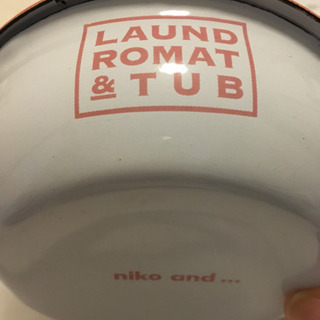 LAUND
ROMAT
& TUB
niko and ...